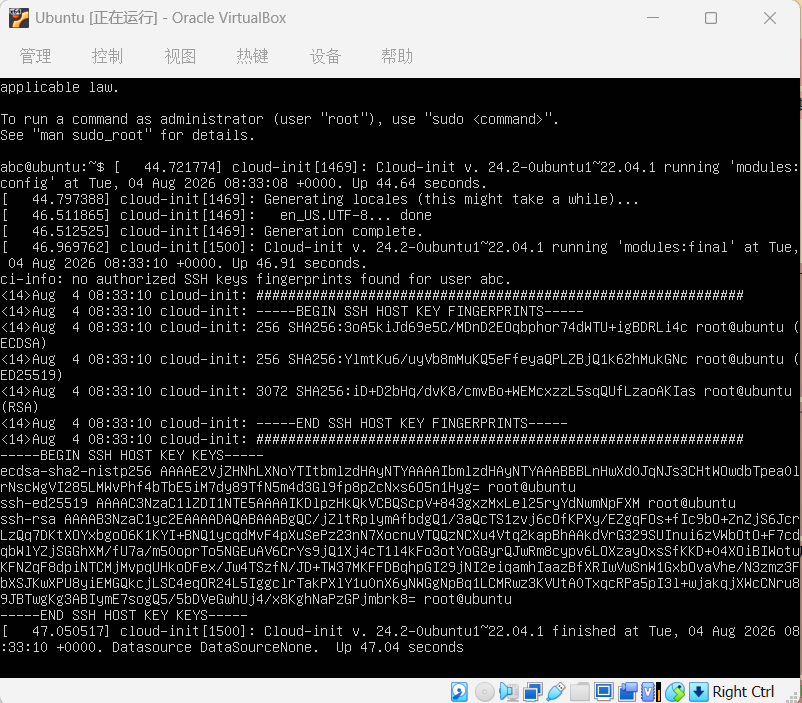 Ubuntu [正在运行] - Oracle VirtualBox
管理 控制 视图 热键 设备 帮助
applicable law.
To run a command as administrator (user "root"), use "sudo <command>".
See "man sudo_root" for details.
abc@ubuntu:~$ [   44.721774] cloud-init[1469]: Cloud-init v. 24.2-0ubuntu1~22.04.1 running 'modules:
config' at Tue, 04 Aug 2026 08:33:08 +0000. Up 44.64 seconds.
[   44.797388] cloud-init[1469]: Generating locales (this might take a while)...
[   46.511865] cloud-init[1469]:   en_US.UTF-8... done
[   46.512525] cloud-init[1469]: Generation complete.
[   46.969762] cloud-init[1500]: Cloud-init v. 24.2-0ubuntu1~22.04.1 running 'modules:final' at Tue,
 04 Aug 2026 08:33:10 +0000. Up 46.91 seconds.
ci-info: no authorized SSH keys fingerprints found for user abc.
<14>Aug  4 08:33:10 cloud-init: #############################################################
<14>Aug  4 08:33:10 cloud-init: -----BEGIN SSH HOST KEY FINGERPRINTS-----
<14>Aug  4 08:33:10 cloud-init: 256 SHA256:3oA5kiJd69e5C/MDnD2EOqbphor74dWTU+igBDRLi4c root@ubuntu (
ECDSA)
<14>Aug  4 08:33:10 cloud-init: 256 SHA256:YlmtKu6/uyVb8mMuKQ5eFfeyaQPLZBjQ1k62hMukGNc root@ubuntu (
ED25519)
<14>Aug  4 08:33:10 cloud-init: 3072 SHA256:iD+D2bHq/dvK8/cmvBo+WEMcxzzL5sqQUfLzaoAKIas root@ubuntu
(RSA)
<14>Aug  4 08:33:10 cloud-init: -----END SSH HOST KEY FINGERPRINTS-----
<14>Aug  4 08:33:10 cloud-init: #############################################################
-----BEGIN SSH HOST KEY KEYS-----
ecdsa-sha2-nistp256 AAAAE2VjZHNhLXNoYTItbmlzdHAyNTYAAAAIbmlzdHAyNTYAAABBBLnHwXdOJqNJs3CHtWOwdbTpea0l
rNscWgVI285LMWvPhf4bTbE5iM7dy89TfN5m4d3Gl9fp8pZcNxs6O5n1Hyg= root@ubuntu
ssh-ed25519 AAAAC3NzaC1lZDI1NTE5AAAAIKDlpzHkQkVCBQScpV+843gxzMxLel25ryYdNwmNpFXM root@ubuntu
ssh-rsa AAAAB3NzaC1yc2EAAAADAQABAAABgQC/jZltRplymAfbdgQ1/3aQcTS1zvj6cOfKPXy/EZgqFOs+fIc9bO+ZnZjS6Jcr
LzQq7DKtXOYxbgoO6K1KYI+BNQ1ycqdMvF4pXuSePz23nN7XocnuVTQQzNCXu4Vtq2kapBhAAkdVrG329SUInui6zVWbOtO+F7cd
qbWlYZjSGGhXM/fU7a/m50oprTo5NGEuAV6CrYs9jQ1Xj4cT1l4kFo3otYoGGyrQJwRm8cypv6LOXzayOxsSfKKD+04XOiBIWotu
KFN2qF8dpiNTCMjMvpqUHkoDFex/Jw4TSzfN/JD+TW37MKFFDBqhpGI29jNI2eiqamhIaazBfXRIwVwSnW1GxbOvaVhe/N3zmz3F
bXSJKwXPU8yiEMGQkcjLSC4eqOR24L5IggclrTakPXlY1u0nX6yNWGgNpBq1LCMRwz3KVUtAOTxqcRPa5pI3l+wjakqjXWcCNru8
9JBTwgKg3ABIymE7sogQ5/5bDVeGwhUj4/x8KghNaPzGPjmbrk8= root@ubuntu
-----END SSH HOST KEY KEYS-----
[   47.050517] cloud-init[1500]: Cloud-init v. 24.2-0ubuntu1~22.04.1 finished at Tue, 04 Aug 2026 08
:33:10 +0000. Datasource DataSourceNone.  Up 47.04 seconds
Right Ctrl